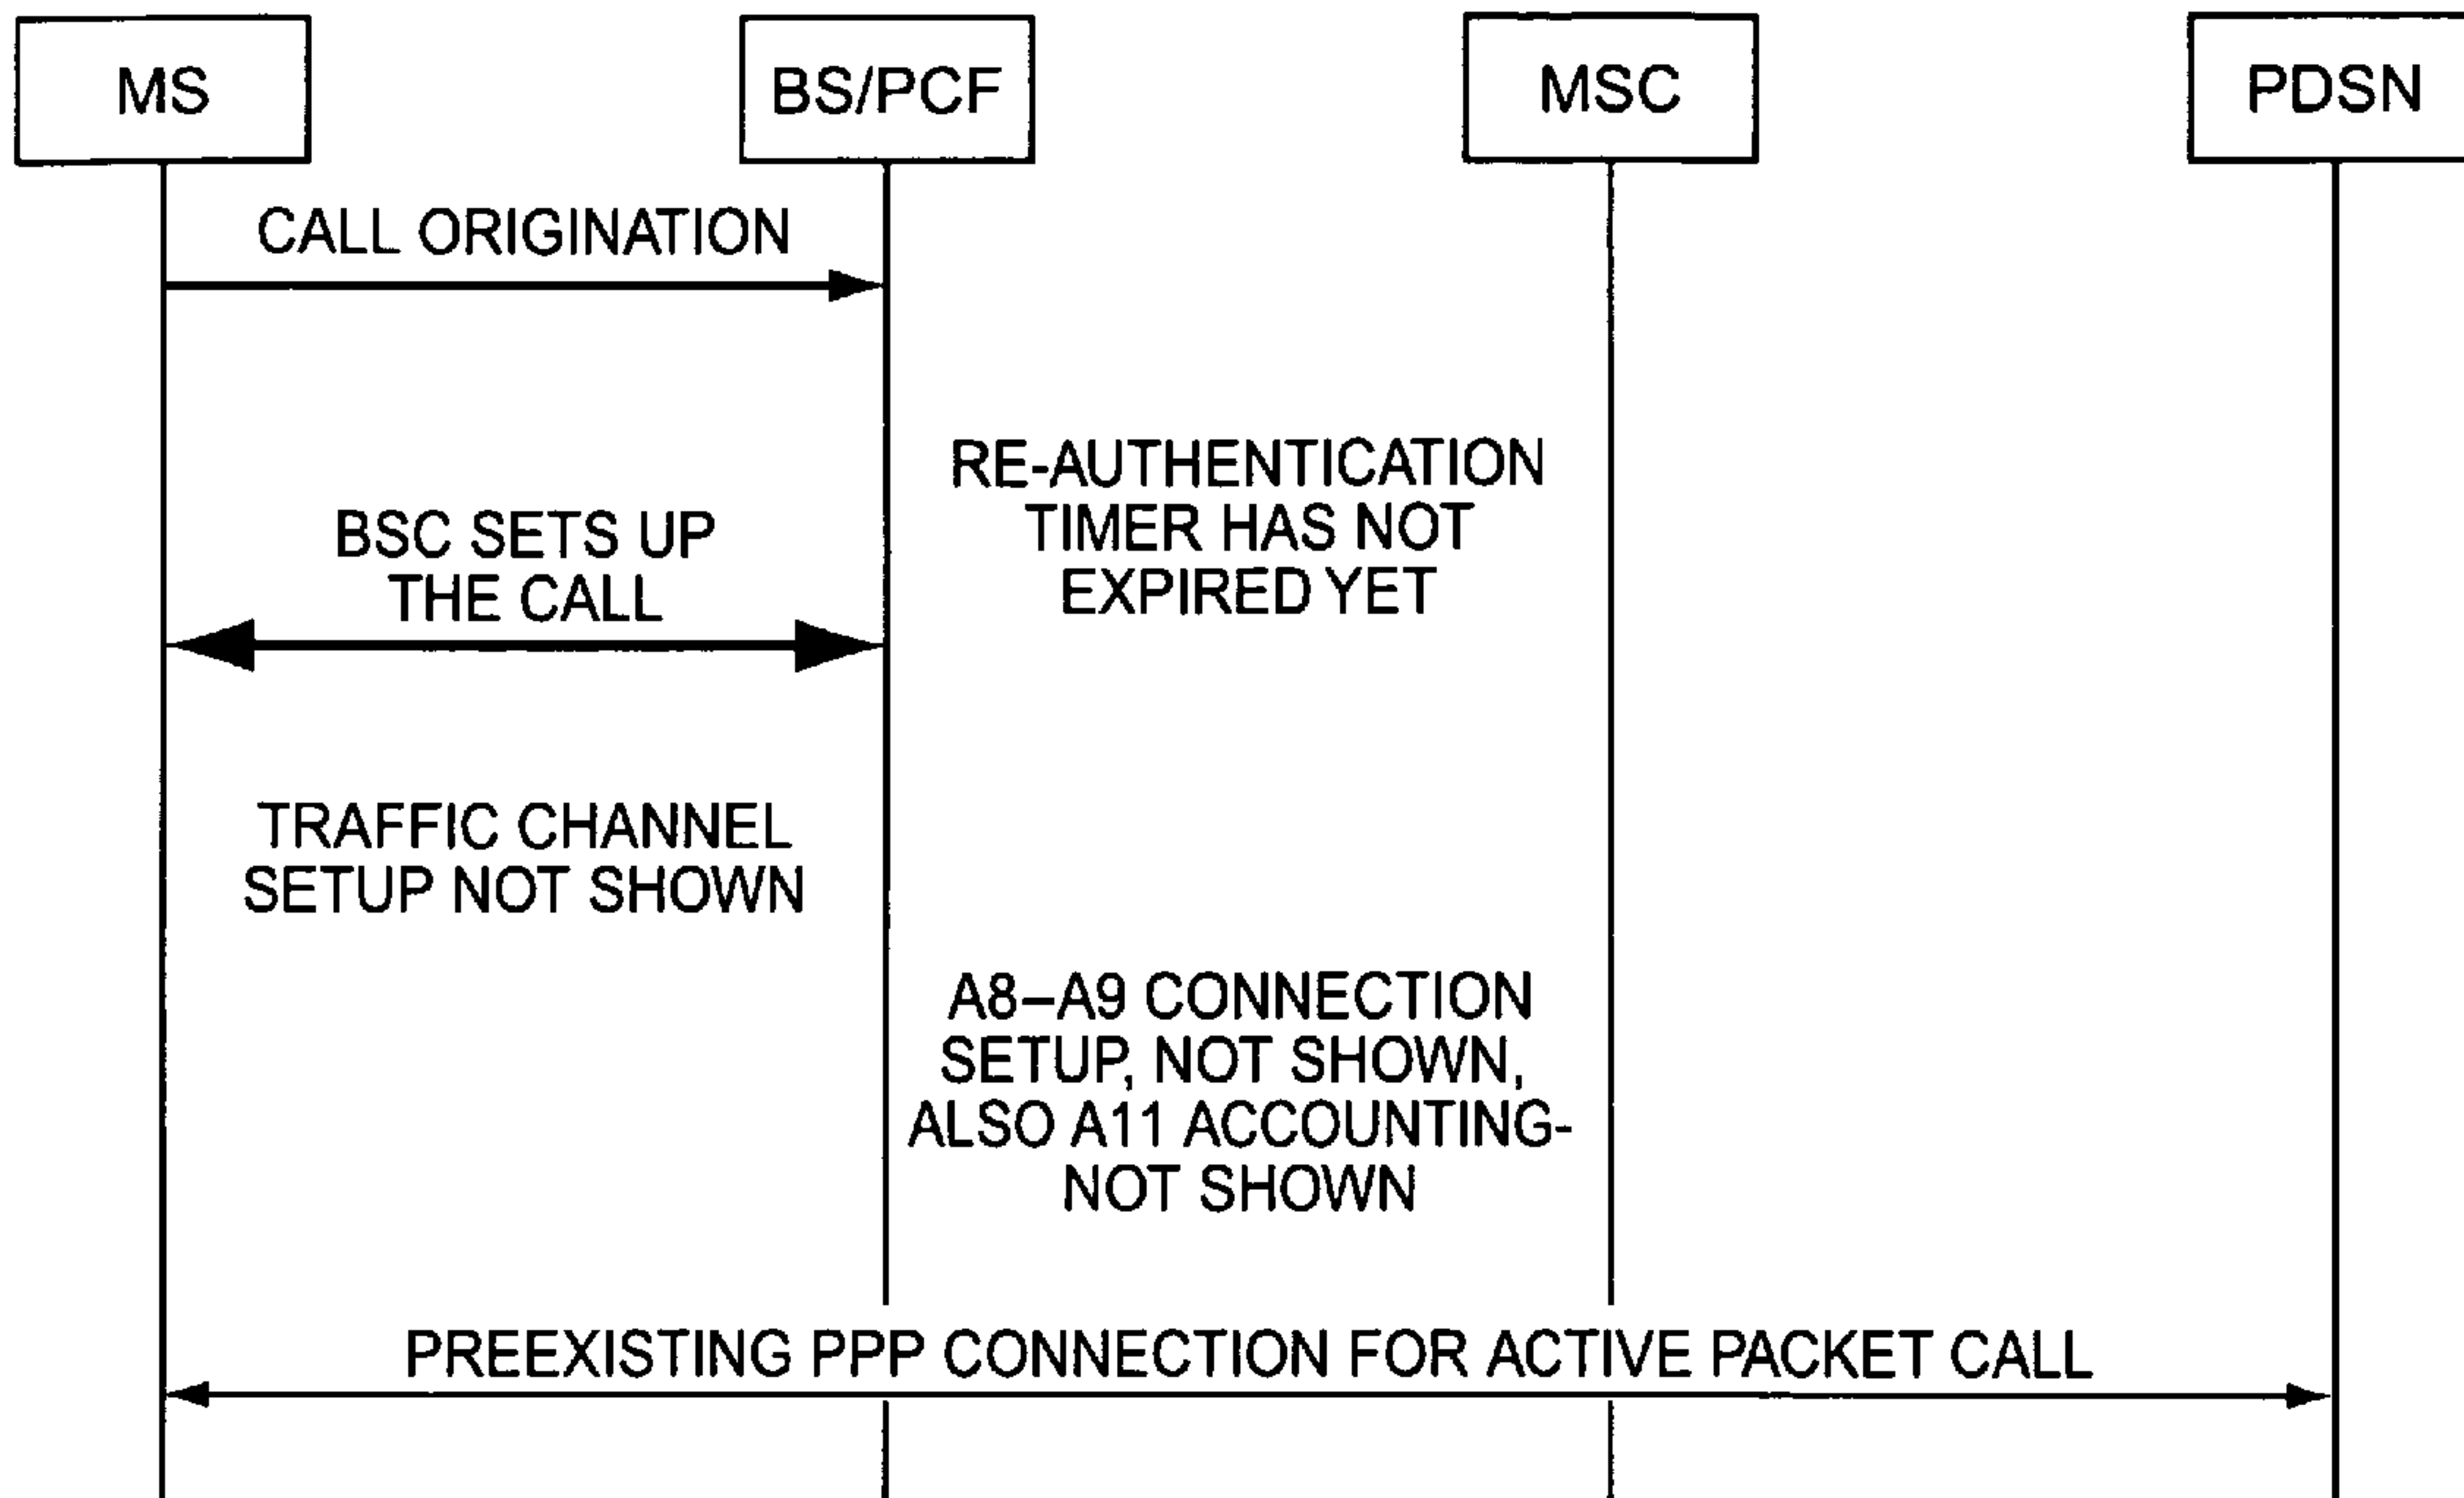 MS
BS/PCF
MSC
PDSN
CALL ORIGINATION
RE-AUTHENTICATION
TIMER HAS NOT
EXPIRED YET
BSC SETS UP
THE CALL
TRAFFIC CHANNEL
SETUP NOT SHOWN
A8–A9 CONNECTION
SETUP, NOT SHOWN,
ALSO A11 ACCOUNTING-
NOT SHOWN
PREEXISTING PPP CONNECTION FOR ACTIVE PACKET CALL